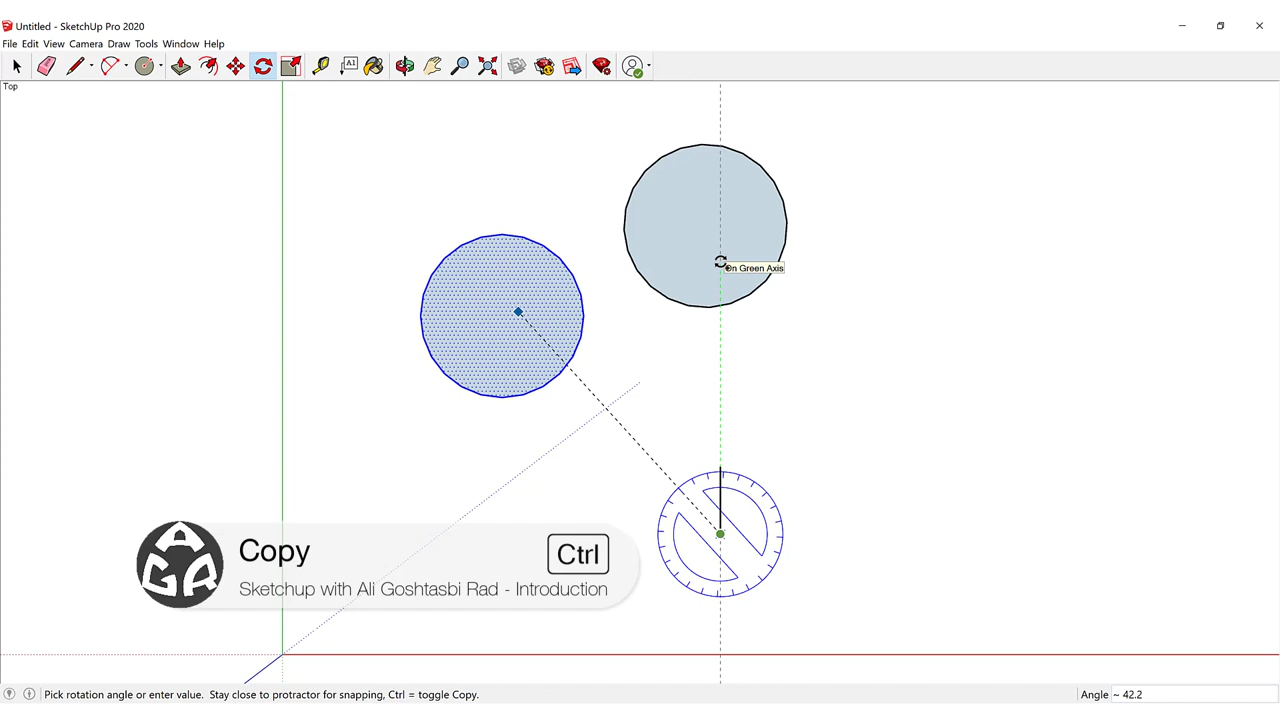 Untitled - SketchUp Pro 2020
File Edit View Camera Draw Tools Window Help
A1
Top
On Green Axis
AGR
Copy
Ctrl
Sketchup with Ali Goshtasbi Rad - Introduction
Pick rotation angle or enter value. Stay close to protractor for snapping, Ctrl = toggle Copy.
Angle ~ 42.2